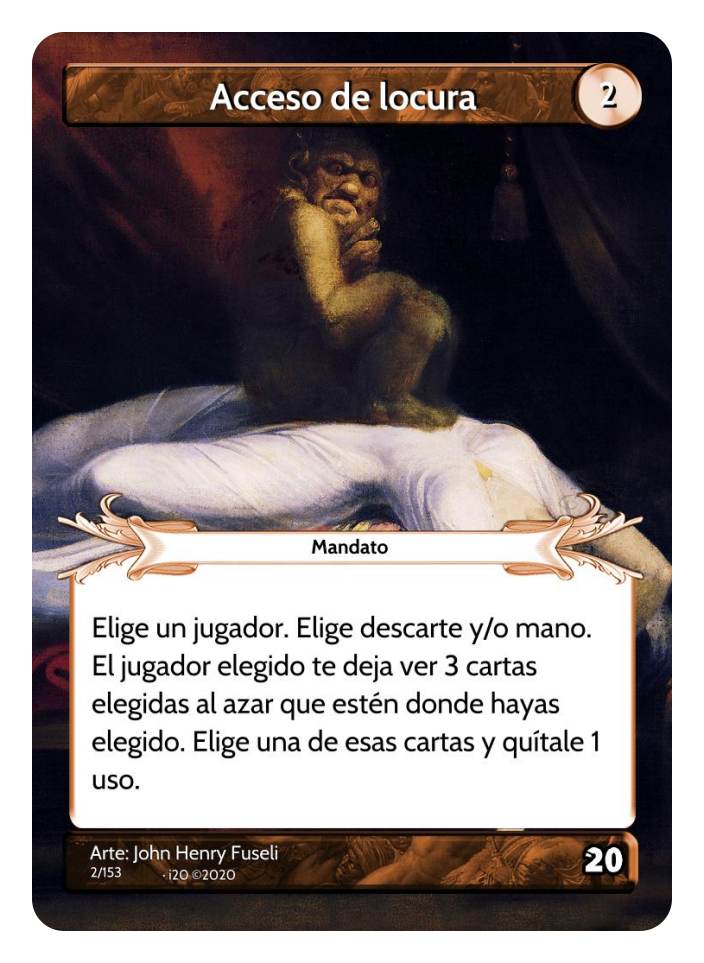 Acceso de locura
2
Mandato
Elige un jugador. Elige descarte y/o mano.
El jugador elegido te deja ver 3 cartas
elegidas al azar que estén donde hayas
elegido. Elige una de esas cartas y quítale 1
uso.
Arte: John Henry Fuseli
2/153 · i20 ©2020
20